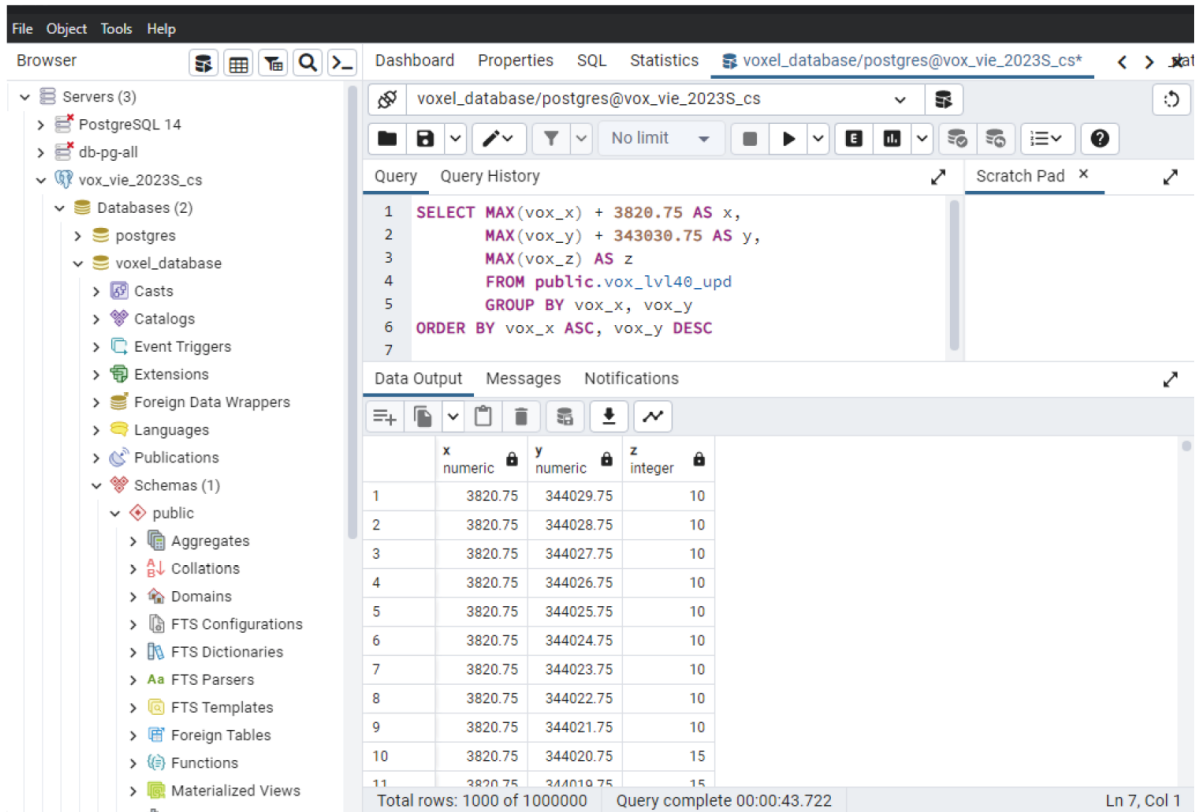 File Object Tools Help
Browser
Dashboard Properties SQL Statistics voxel_database/postgres@vox_vie_2023S_cs*
Servers (3)
PostgreSQL 14
db-pg-all
vox_vie_2023S_cs
Databases (2)
postgres
voxel_database
Casts
Catalogs
Event Triggers
Extensions
Foreign Data Wrappers
Languages
Publications
Schemas (1)
public
Aggregates
Collations
Domains
FTS Configurations
FTS Dictionaries
Aa FTS Parsers
FTS Templates
Foreign Tables
Functions
Materialized Views
voxel_database/postgres@vox_vie_2023S_cs
No limit
E
Query Query History
Scratch Pad ×
1 SELECT MAX(vox_x) + 3820.75 AS x,
2 MAX(vox_y) + 343030.75 AS y,
3 MAX(vox_z) AS z
4 FROM public.vox_lvl40_upd
5 GROUP BY vox_x, vox_y
6 ORDER BY vox_x ASC, vox_y DESC
7
Data Output Messages Notifications
x numeric y numeric z integer
1 3820.75 344029.75 10
2 3820.75 344028.75 10
3 3820.75 344027.75 10
4 3820.75 344026.75 10
5 3820.75 344025.75 10
6 3820.75 344024.75 10
7 3820.75 344023.75 10
8 3820.75 344022.75 10
9 3820.75 344021.75 10
10 3820.75 344020.75 15
11 3820.75 344019.75 15
Total rows: 1000 of 1000000 Query complete 00:00:43.722 Ln 7, Col 1